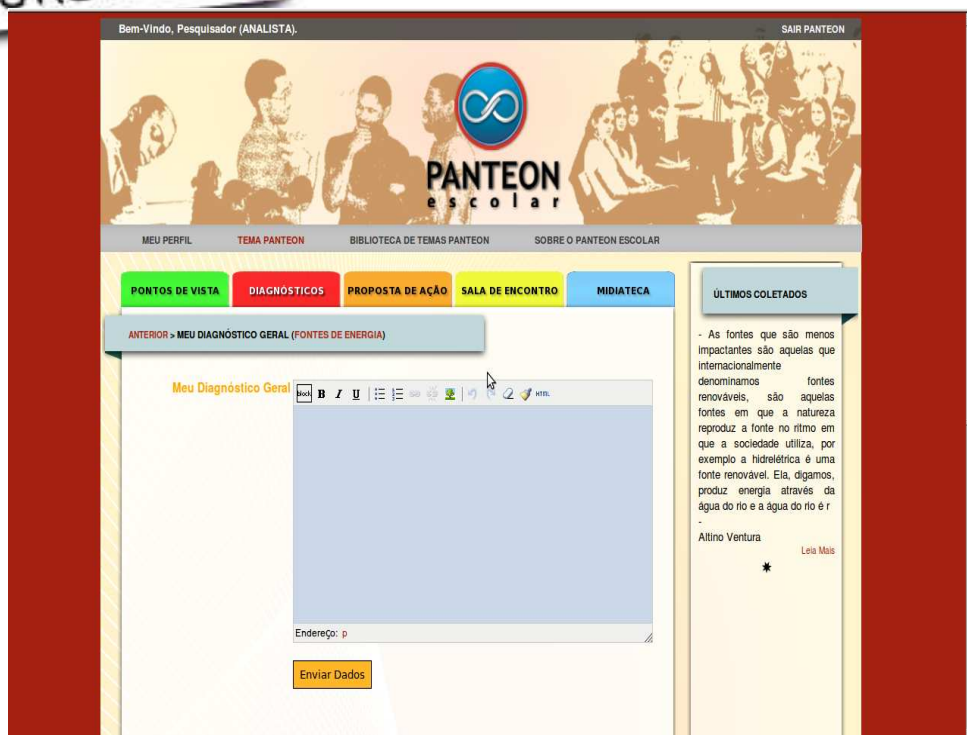 Bem-Vindo, Pesquisador (ANALISTA).
SAIR PANTEON
PANTEON
escolar
MEU PERFIL
TEMA PANTEON
BIBLIOTECA DE TEMAS PANTEON
SOBRE O PANTEON ESCOLAR
PONTOS DE VISTA
DIAGNÓSTICOS
PROPOSTA DE AÇÃO
SALA DE ENCONTRO
MIDIATECA
ANTERIOR > MEU DIAGNÓSTICO GERAL (FONTES DE ENERGIA)
Meu Diagnóstico Geral
Block B I U HTML
Endereço: p
Enviar Dados
ÚLTIMOS COLETADOS
- As fontes que são menos
impactantes são aquelas que
internacionalmente
denominamos fontes
renováveis, são aquelas
fontes em que a natureza
reproduz a fonte no ritmo em
que a sociedade utiliza, por
exemplo a hidrelétrica é uma
fonte renovável. Ela, digamos,
produz energia através da
água do rio e a água do rio é r
-
Altino Ventura
Leia Mais